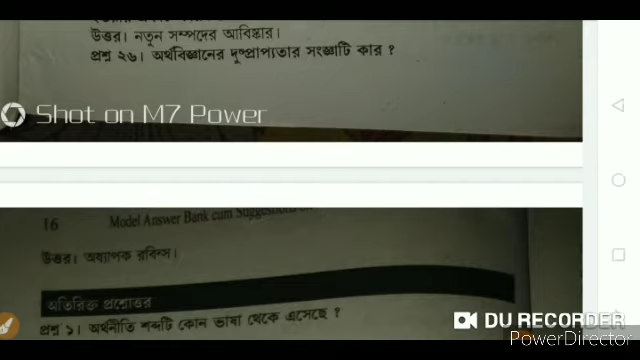 উত্তর। নতুন সম্পদের আবিষ্কার।
প্রশ্ন ২৬। অর্থবিজ্ঞানের দুষ্প্রাপ্যতার সংজ্ঞাটি কার ?
Shot on M7 Power
16 Model Answer Bank cum
উত্তর। অধ্যাপক রবিন্স।
অতিরিক্ত প্রশ্নোত্তর
প্রশ্ন ১। অর্থনীতি শব্দটি কোন ভাষা থেকে এসেছে ?
DU RECORDER
PowerDirector